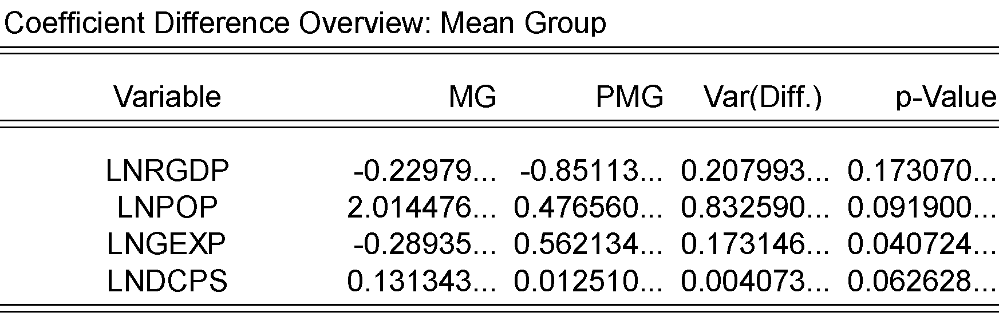 Coefficient Difference Overview: Mean Group
Variable MG PMG Var(Diff.) p-Value
LNRGDP -0.22979... -0.85113... 0.207993... 0.173070...
LNPOP 2.014476... 0.476560... 0.832590... 0.091900...
LNGEXP -0.28935... 0.562134... 0.173146... 0.040724...
LNDCPS 0.131343... 0.012510... 0.004073... 0.062628...